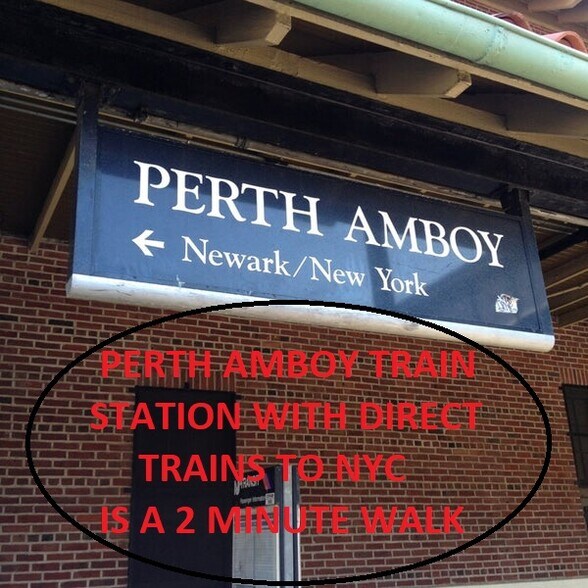 PERTH AMBOY
← Newark/New York
PERTH AMBOY TRAIN
STATION WITH DIRECT
TRAINS TO NYC
IS A 2 MINUTE WALK